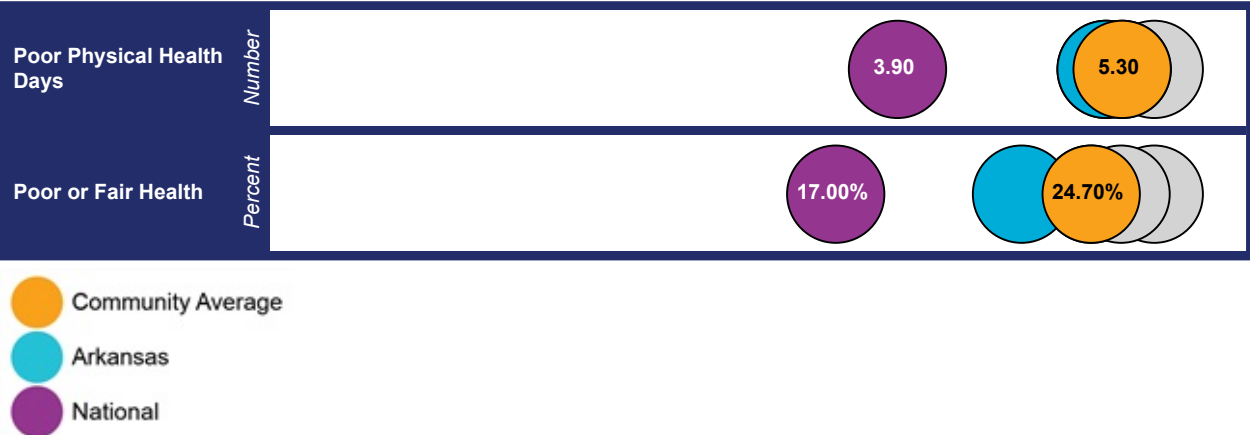 Poor Physical Health
Days
Number
3.90
5.30
Poor or Fair Health
Percent
17.00%
24.70%
Community Average
Arkansas
National